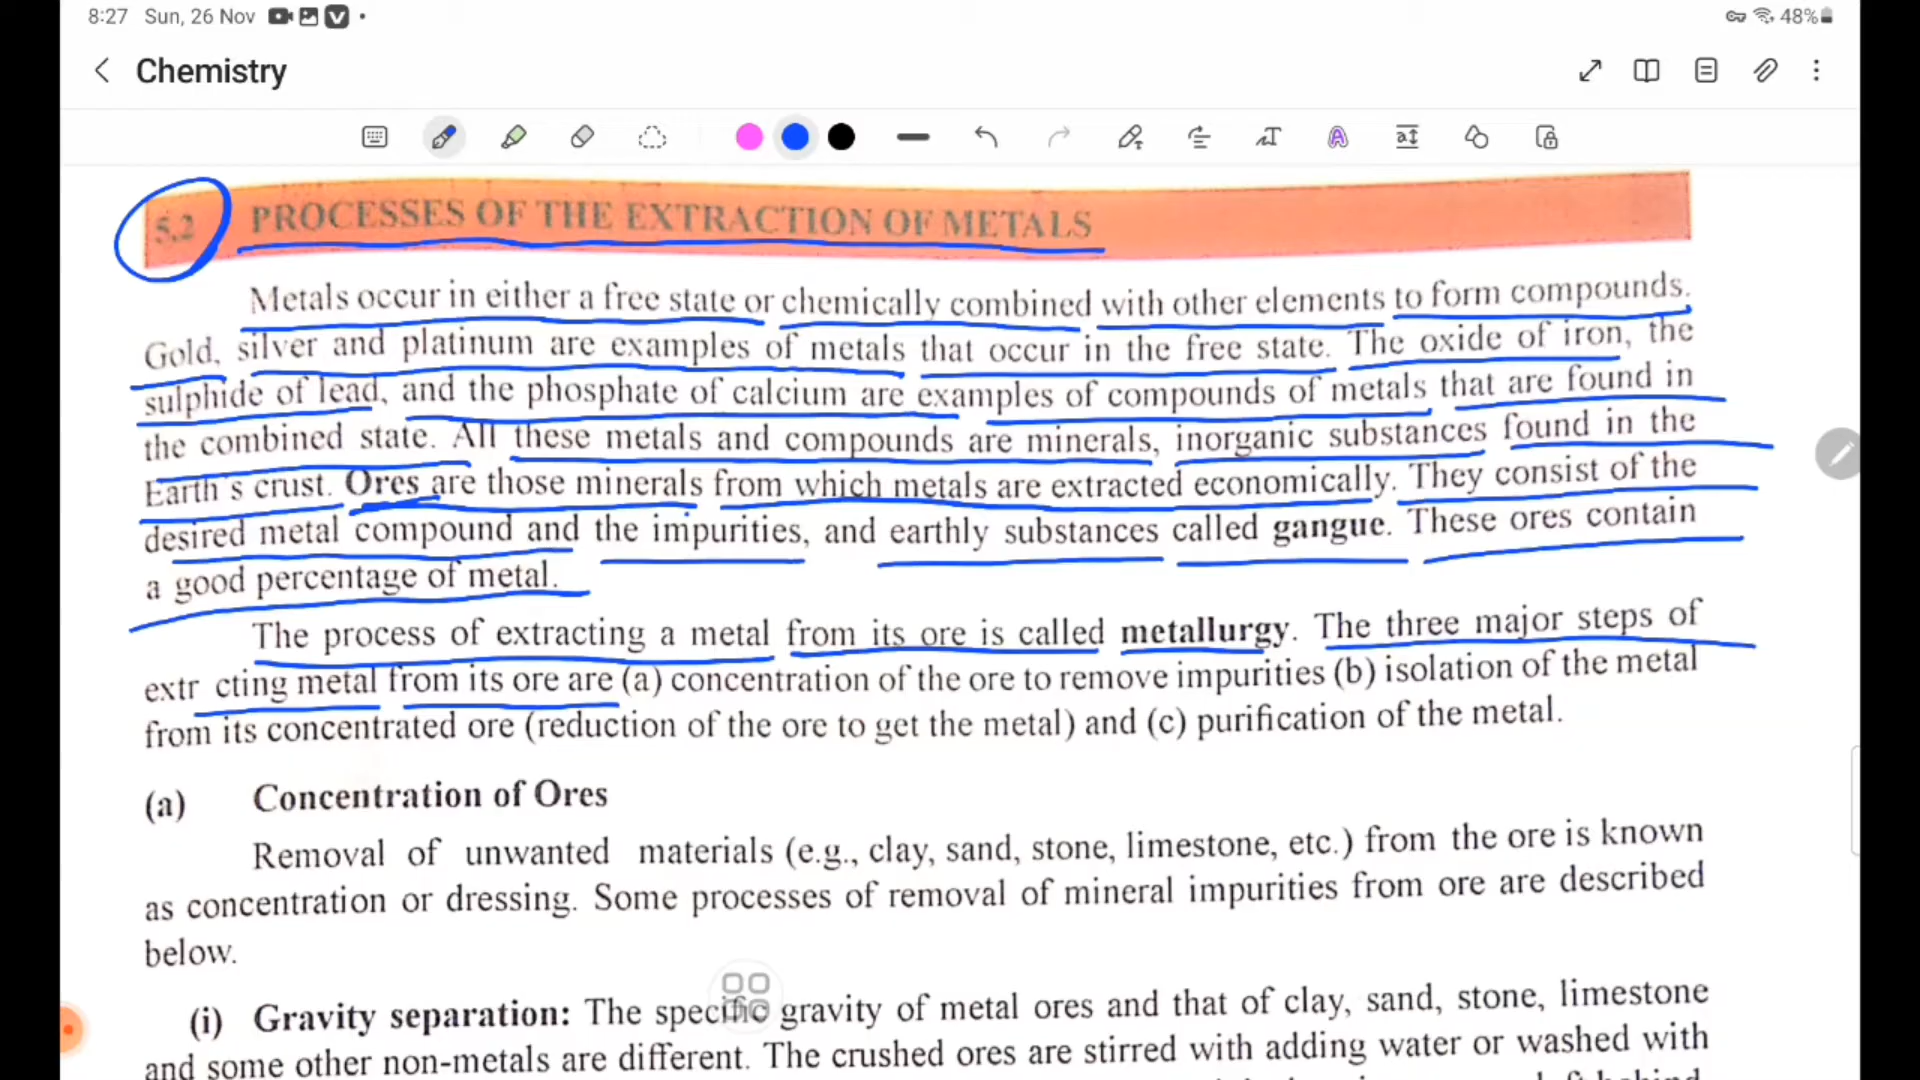 8:27 Sun, 26 Nov
48%
Chemistry
5.2 PROCESSES OF THE EXTRACTION OF METALS
Metals occur in either a free state or chemically combined with other elements to form compounds.
Gold, silver and platinum are examples of metals that occur in the free state. The oxide of iron, the
sulphide of lead, and the phosphate of calcium are examples of compounds of metals that are found in
the combined state. All these metals and compounds are minerals, inorganic substances found in the
Earth's crust. Ores are those minerals from which metals are extracted economically. They consist of the
desired metal compound and the impurities, and earthly substances called gangue. These ores contain
a good percentage of metal.
The process of extracting a metal from its ore is called metallurgy. The three major steps of
extr cting metal from its ore are (a) concentration of the ore to remove impurities (b) isolation of the metal
from its concentrated ore (reduction of the ore to get the metal) and (c) purification of the metal.
(a) Concentration of Ores
Removal of unwanted materials (e.g., clay, sand, stone, limestone, etc.) from the ore is known
as concentration or dressing. Some processes of removal of mineral impurities from ore are described
below.
(i) Gravity separation: The specific gravity of metal ores and that of clay, sand, stone, limestone
and some other non-metals are different. The crushed ores are stirred with adding water or washed with